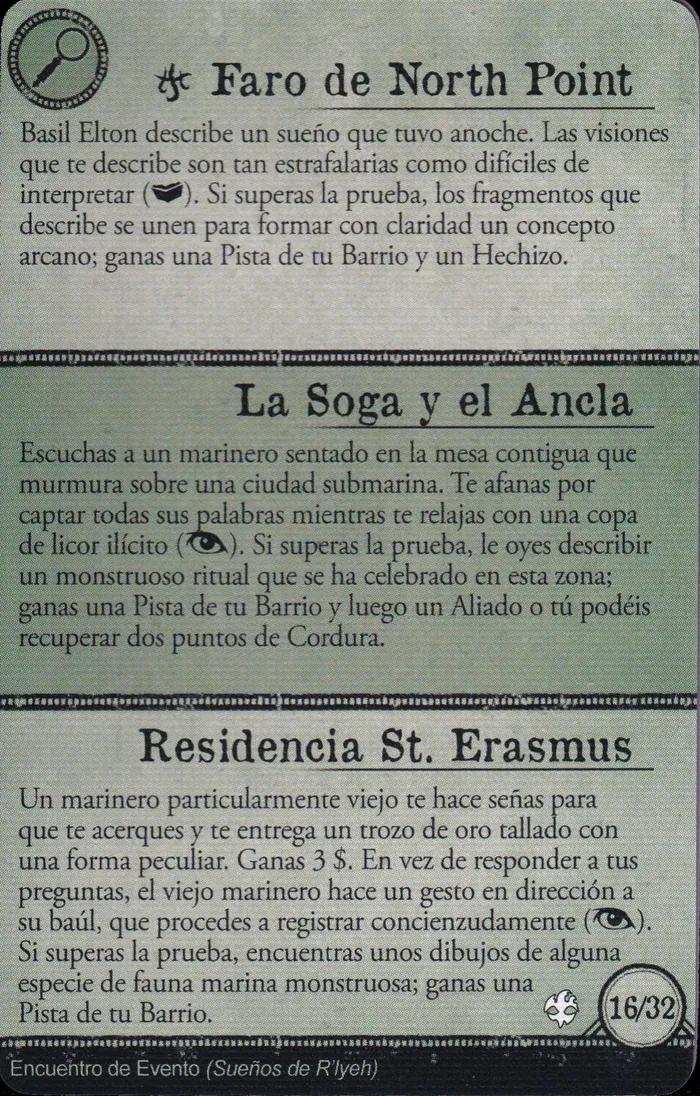 Faro de North Point
Basil Elton describe un sueño que tuvo anoche. Las visiones
que te describe son tan estrafalarias como difíciles de
interpretar ( ). Si superas la prueba, los fragmentos que
describe se unen para formar con claridad un concepto
arcano; ganas una Pista de tu Barrio y un Hechizo.
La Soga y el Ancla
Escuchas a un marinero sentado en la mesa contigua que
murmura sobre una ciudad submarina. Te afanas por
captar todas sus palabras mientras te relajas con una copa
de licor ilícito ( ). Si superas la prueba, le oyes describir
un monstruoso ritual que se ha celebrado en esta zona;
ganas una Pista de tu Barrio y luego un Aliado o tú podéis
recuperar dos puntos de Cordura.
Residencia St. Erasmus
Un marinero particularmente viejo te hace señas para
que te acerques y te entrega un trozo de oro tallado con
una forma peculiar. Ganas 3 $. En vez de responder a tus
preguntas, el viejo marinero hace un gesto en dirección a
su baúl, que procedes a registrar concienzudamente ( ).
Si superas la prueba, encuentras unos dibujos de alguna
especie de fauna marina monstruosa; ganas una
Pista de tu Barrio.
16/32
Encuentro de Evento (Sueños de R'lyeh)